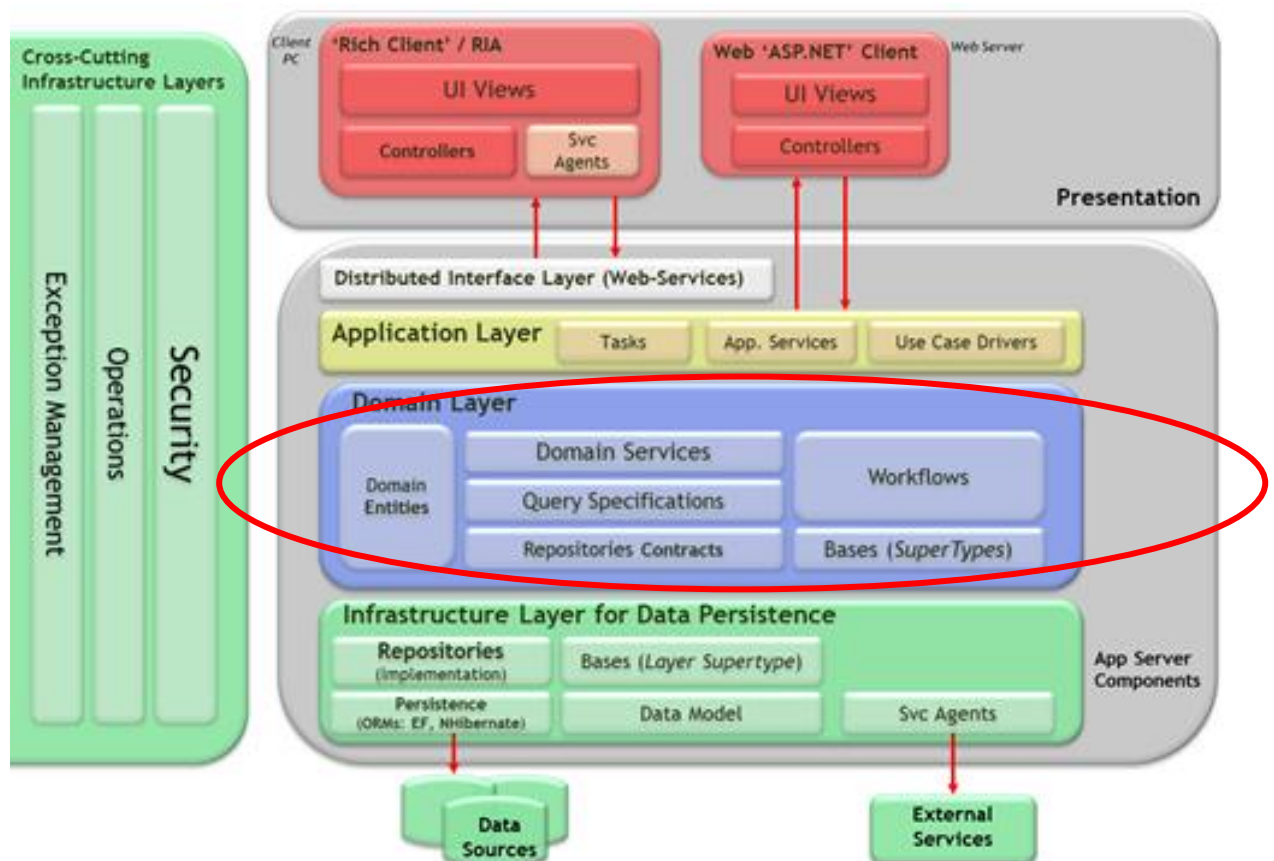 Cross-Cutting
Infrastructure Layers
Exception Management
Operations
Security
Client
PC
'Rich Client' / RIA
UI Views
Controllers
Svc
Agents
Web 'ASP.NET' Client
Web Server
UI Views
Controllers
Presentation
Distributed Interface Layer (Web-Services)
Application Layer
Tasks
App. Services
Use Case Drivers
Domain Layer
Domain
Entities
Domain Services
Query Specifications
Repositories Contracts
Workflows
Bases (SuperTypes)
Infrastructure Layer for Data Persistence
Repositories
(Implementation)
Bases (Layer Supertype)
Persistence
(ORMs: EF, NHibernate)
Data Model
Svc Agents
App Server
Components
Data
Sources
External
Services